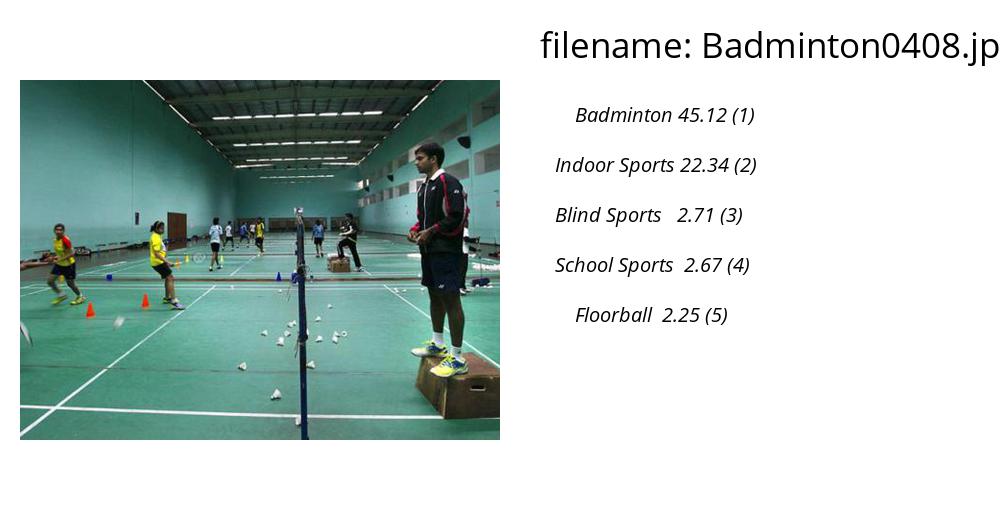 filename: Badminton0408.jp
Badminton 45.12 (1)
Indoor Sports 22.34 (2)
Blind Sports 2.71 (3)
School Sports 2.67 (4)
Floorball 2.25 (5)